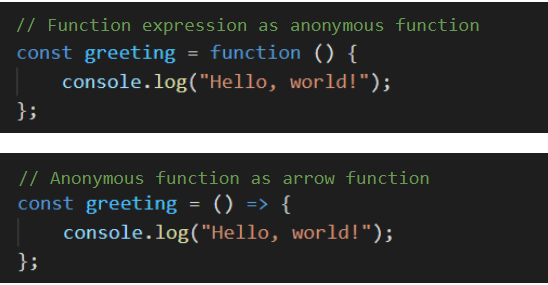 // Function expression as anonymous function
const greeting = function () {
    console.log("Hello, world!");
};
// Anonymous function as arrow function
const greeting = () => {
    console.log("Hello, world!");
};